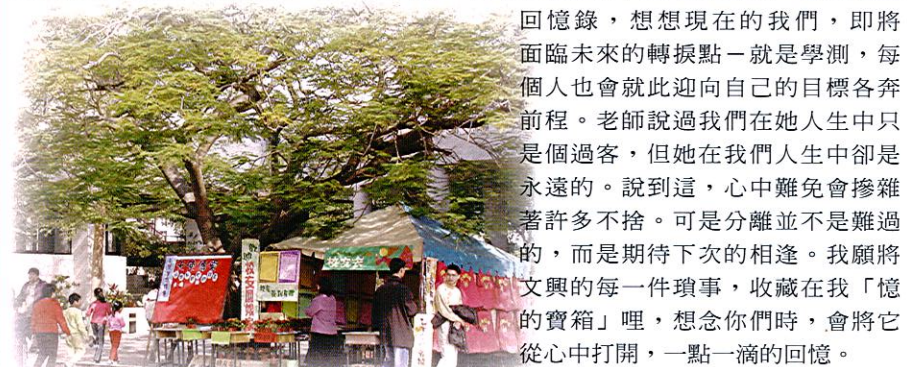 回憶錄，想想現在的我們，即將
面臨未來的轉捩點－就是學測，每
個人也會就此迎向自己的目標各奔
前程。老師說過我們在她人生中只
是個過客，但她在我們人生中卻是
永遠的。說到這，心中難免會摻雜
著許多不捨。可是分離並不是難過
的，而是期待下次的相逢。我願將
文興的每一件瑣事，收藏在我「憶
的寶箱」哩，想念你們時，會將它
從心中打開，一點一滴的回憶。